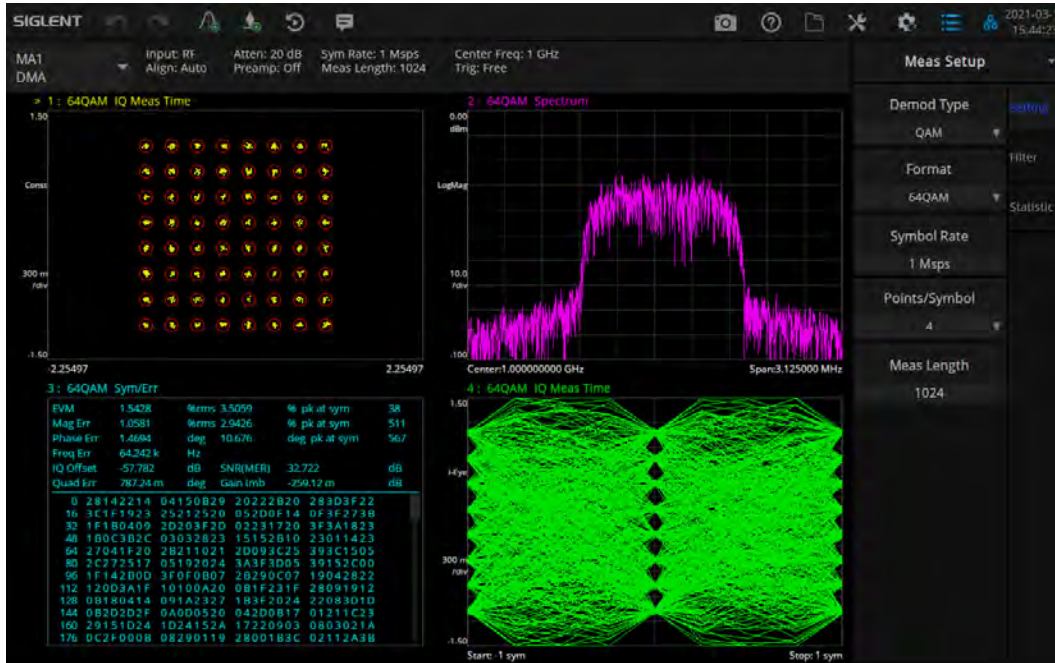 SIGLENT
2021-03-
15:44:23
MA1
DMA
Input: RF
Align: Auto
Atten: 20 dB
Preamp: Off
Sym Rate: 1 Msps
Meas Length: 1024
Center Freq: 1 GHz
Trig: Free
> 1: 64QAM IQ Meas Time
1.50
Const
300 m
/div
-1.50
-2.25497 2.25497
2: 64QAM Spectrum
0.00
dBm
LogMag
10.0
/div
-100
Center:1.000000000 GHz Span:3.125000 MHz
3: 64QAM Sym/Err
EVM 1.5428 %rms 3.5059 % pk at sym 38
Mag Err 1.0581 %rms 2.9426 % pk at sym 511
Phase Err 1.4694 deg 10.676 deg pk at sym 567
Freq Err 64.242 k Hz
IQ Offset -57.782 dB SNR(MER) 32.722 dB
Quad Err 787.24 m deg Gain Imb -259.12 m dB
0 28142214 04150B29 20222B20 283D3F22
16 3C1F1923 25212520 052D0F14 0F3F273B
32 1F1B0409 2D203F2D 02231720 3F3A1823
48 1B0C3B2C 03032823 15152B10 23011423
64 27041F20 2B211021 2D093C25 393C1505
80 2C272517 05192024 3A3F3D05 39152C00
96 1F142B0D 3F0F0B07 2B290C07 19042822
112 120D3A1F 10100A20 0B1F231F 28091912
128 0B180414 091A2327 1B3F2024 22083D1D
144 0B2D2D2F 0A0D0520 042D0B17 01211C23
160 29151D24 1D24152A 17220903 0803021A
176 0C2F000B 08290119 28001B3C 02112A3B
4: 64QAM IQ Meas Time
1.50
I-Eye
300 m
/div
-1.50
Start: -1 sym Stop: 1 sym
Meas Setup
Demod Type
QAM
Format
64QAM
Symbol Rate
1 Msps
Points/Symbol
4
Meas Length
1024
Filter
Statistic